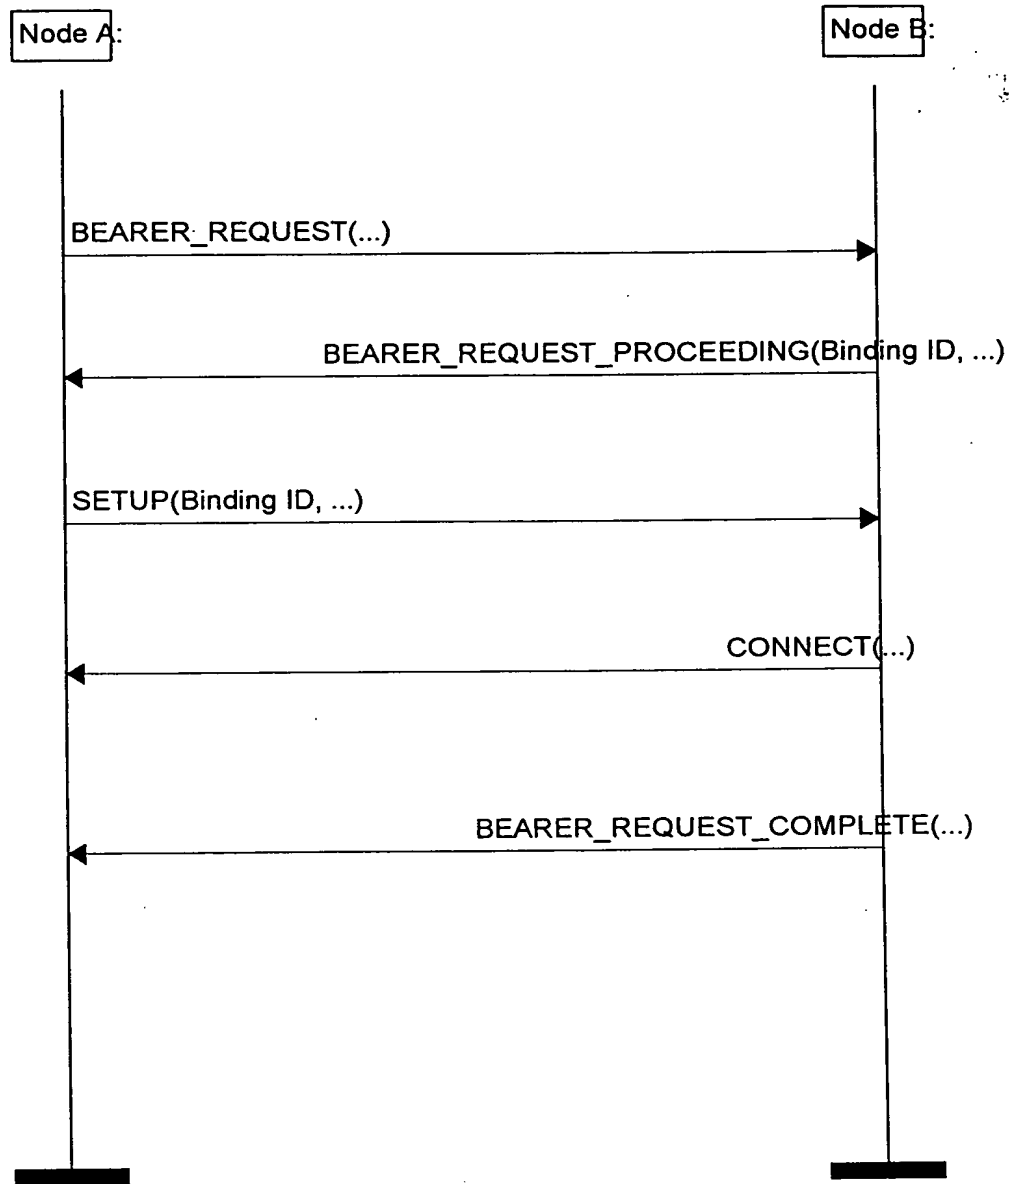 Node A:
Node B:
BEARER_REQUEST(...)
BEARER_REQUEST_PROCEEDING(Binding ID, ...)
SETUP(Binding ID, ...)
CONNECT(...)
BEARER_REQUEST_COMPLETE(...)